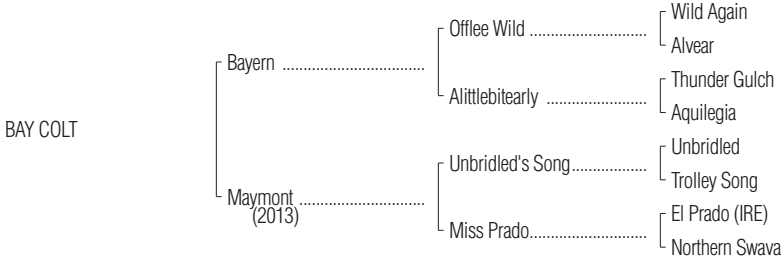 Wild Again
Offlee Wild ..............................
Alvear
Bayern .....................................
Thunder Gulch
Alittlebitearly ..........................
Aquilegia
BAY COLT
Unbridled
Unbridled's Song...................
Trolley Song
Maymont ................................
(2013)
El Prado (IRE)
Miss Prado..............................
Northern Swava